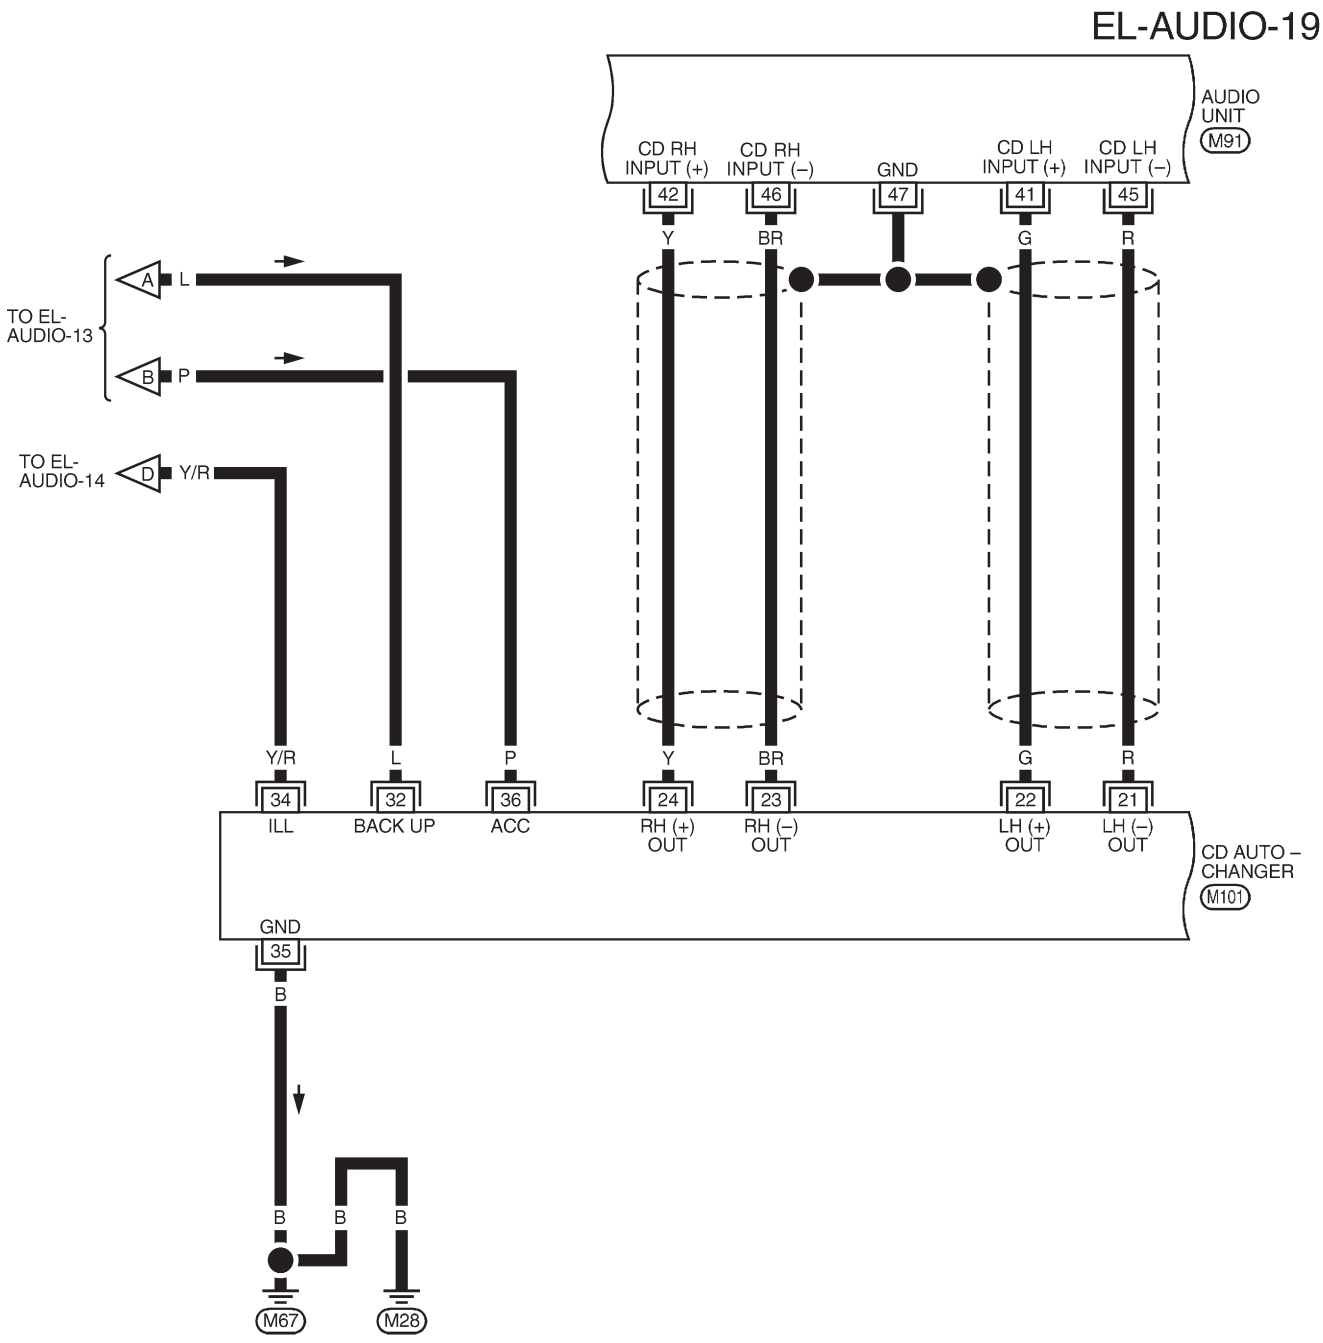 EL-AUDIO-19
AUDIO
UNIT
M91
CD RH
INPUT (+)
CD RH
INPUT (–)
GND
CD LH
INPUT (+)
CD LH
INPUT (–)
42
46
47
41
45
Y
BR
G
R
TO EL-
AUDIO-13
A
L
B
P
TO EL-
AUDIO-14
D
Y/R
Y/R
L
P
Y
BR
G
R
34
32
36
24
23
22
21
ILL
BACK UP
ACC
RH (+)
OUT
RH (–)
OUT
LH (+)
OUT
LH (–)
OUT
CD AUTO –
CHANGER
M101
GND
35
B
B
B
B
M67
M28